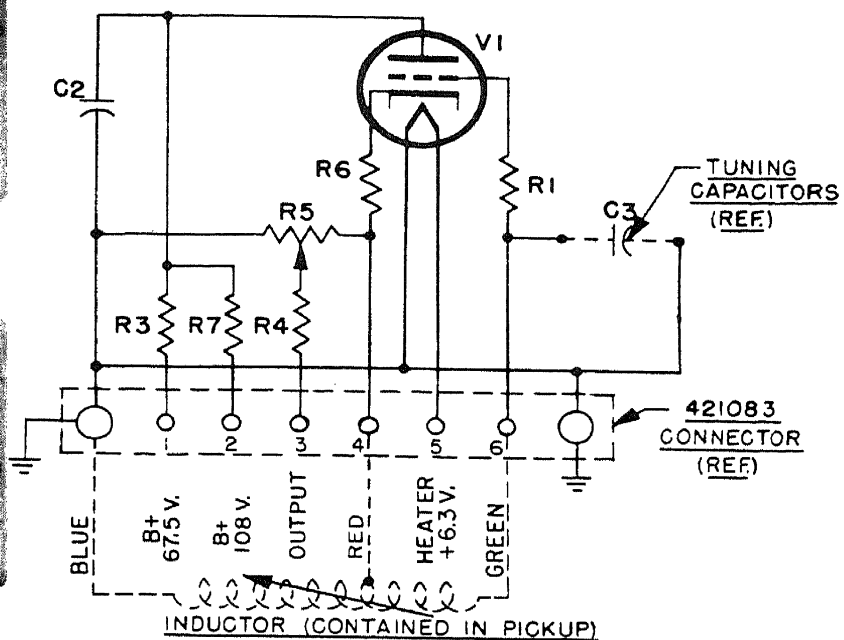 V1
C2
R6
R1
TUNING
CAPACITORS
(REF.)
C3
R5
R3
R7
R4
421083
CONNECTOR
(REF.)
2
3
4
5
6
BLUE
B+
67.5 V.
B+
108 V.
OUTPUT
RED
HEATER
+6.3 V.
GREEN
INDUCTOR (CONTAINED IN PICKUP)